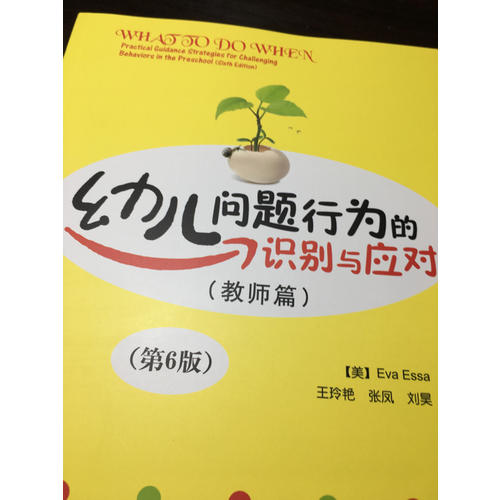 WHAT TO DO WHEN
Practical Guidance Strategies for Challenging
Behaviors in the Preschool (Sixth Edition)
幼儿问题行为的
识别与应对
（教师篇）
（第6版）
【美】Eva Essa
王玲艳 张凤 刘昊